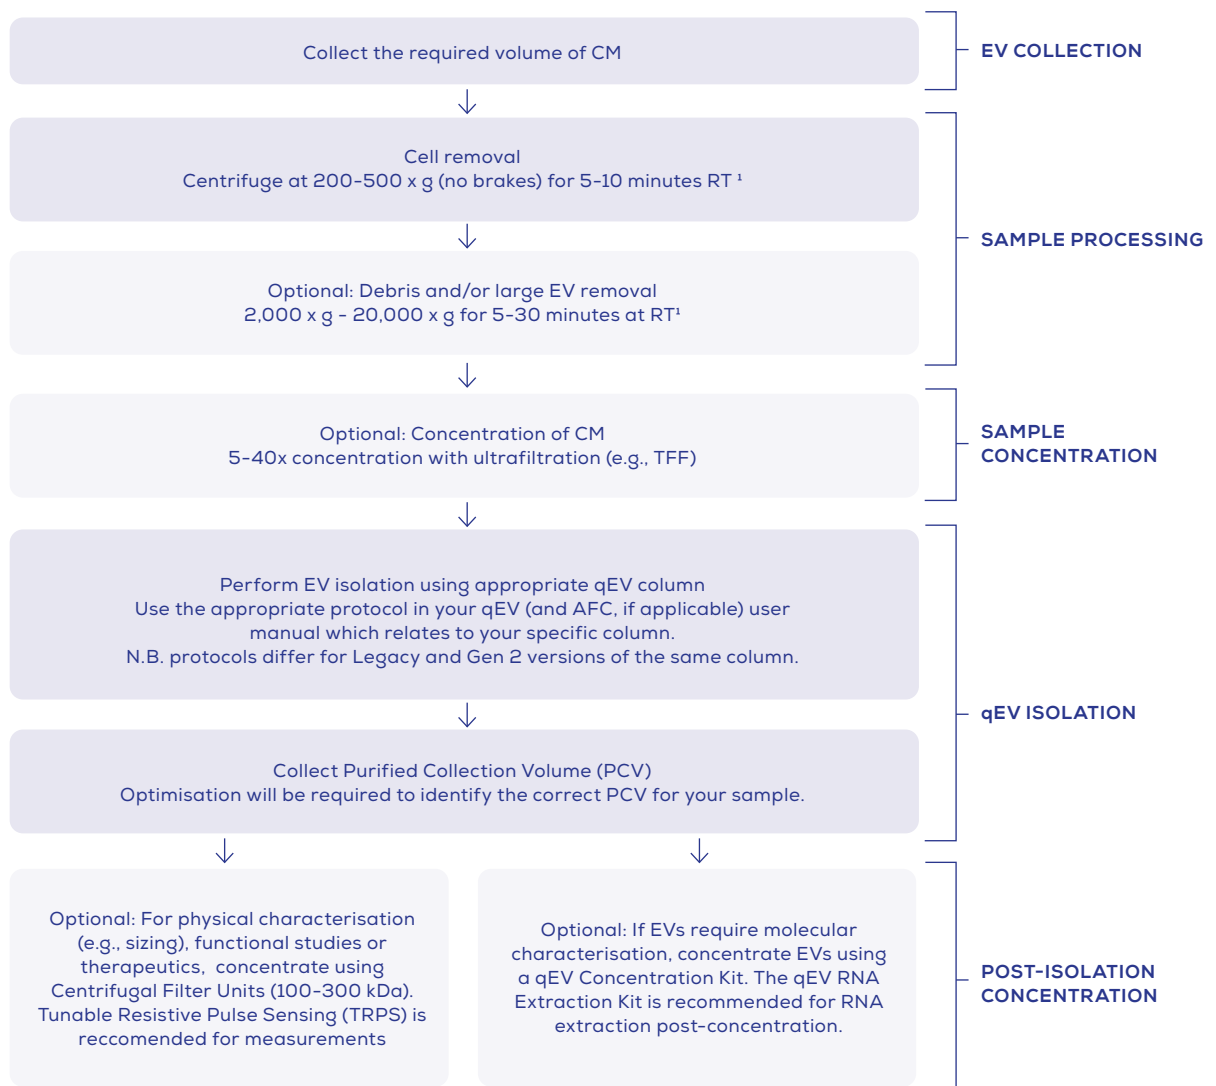 Collect the required volume of CM
EV COLLECTION
Cell removal
Centrifuge at 200-500 x g (no brakes) for 5-10 minutes RT ¹
SAMPLE PROCESSING
Optional: Debris and/or large EV removal
2,000 x g - 20,000 x g for 5-30 minutes at RT¹
Optional: Concentration of CM
5-40x concentration with ultrafiltration (e.g., TFF)
SAMPLE
CONCENTRATION
Perform EV isolation using appropriate qEV column
Use the appropriate protocol in your qEV (and AFC, if applicable) user
manual which relates to your specific column.
N.B. protocols differ for Legacy and Gen 2 versions of the same column.
qEV ISOLATION
Collect Purified Collection Volume (PCV)
Optimisation will be required to identify the correct PCV for your sample.
Optional: For physical characterisation
(e.g., sizing), functional studies or
therapeutics, concentrate using
Centrifugal Filter Units (100-300 kDa).
Tunable Resistive Pulse Sensing (TRPS) is
reccomended for measurements
Optional: If EVs require molecular
characterisation, concentrate EVs using
a qEV Concentration Kit. The qEV RNA
Extraction Kit is recommended for RNA
extraction post-concentration.
POST-ISOLATION
CONCENTRATION